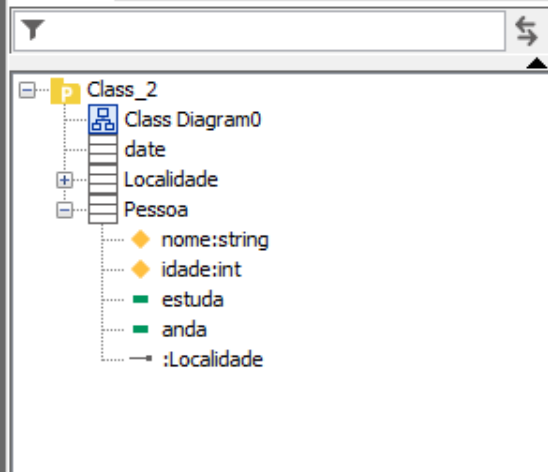 Class_2
Class Diagram0
date
Localidade
Pessoa
nome:string
idade:int
estuda
anda
:Localidade